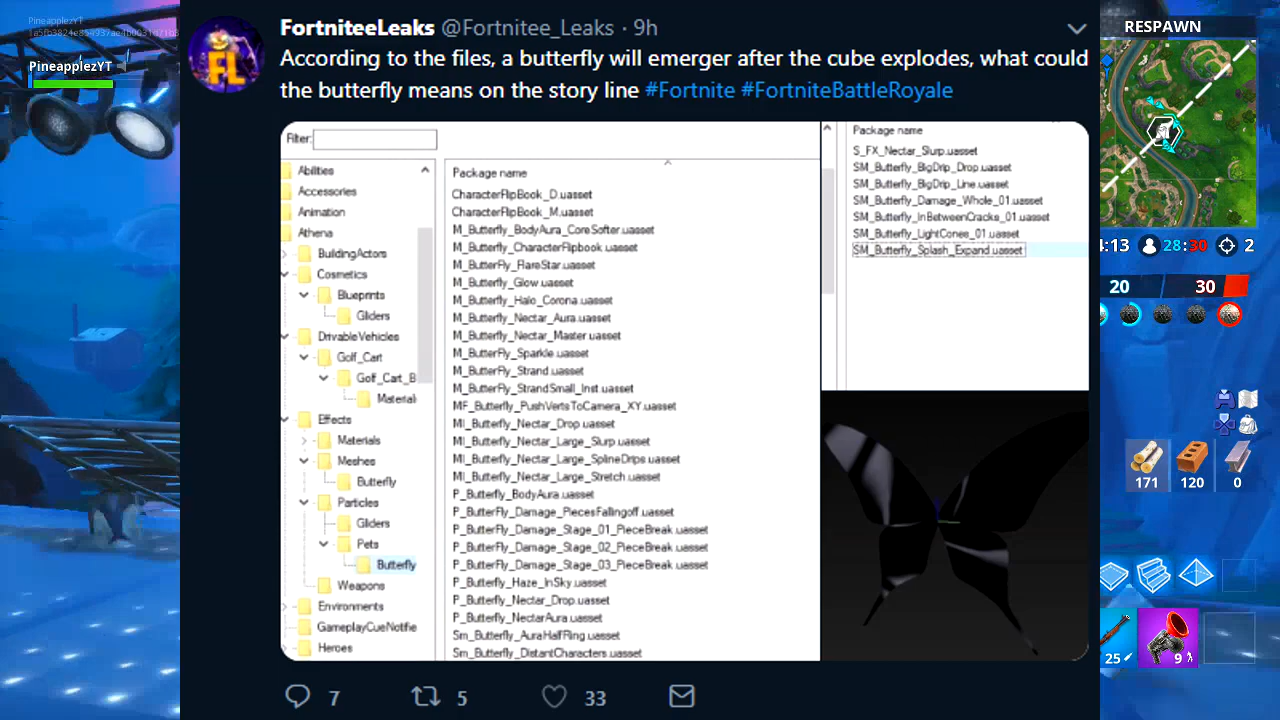 PineapplezYT
PineapplezYT
RESPAWN
FortniteeLeaks @Fortnitee_Leaks · 9h
According to the files, a butterfly will emerger after the cube explodes, what could
the butterfly means on the story line #Fortnite #FortniteBattleRoyale
FL
Filter:
Abilities
Accessories
Animation
Athena
BuildingActors
Cosmetics
Blueprints
Gliders
DrivableVehicles
Golf_Cart
Golf_Cart_B
Material
Effects
Materials
Meshes
Butterfly
Particles
Gliders
Pets
Butterfly
Weapons
Environments
GameplayCueNotifie
Heroes
Package name
CharacterFlipBook_D.uasset
CharacterFlipBook_M.uasset
M_Butterfly_BodyAura_CoreSofter.uasset
M_Butterfly_CharacterFlipbook.uasset
M_ButterFly_FlareStar.uasset
M_Butterfly_Glow.uasset
M_Butterfly_Halo_Corona.uasset
M_Butterfly_Nectar_Aura.uasset
M_Butterfly_Nectar_Master.uasset
M_ButterFly_Sparkle.uasset
M_ButterFly_Strand.uasset
M_ButterFly_StrandSmall_Inst.uasset
MF_Butterfly_PushVertsToCamera_XY.uasset
MI_Butterfly_Nectar_Drop.uasset
MI_Butterfly_Nectar_Large_Slurp.uasset
MI_Butterfly_Nectar_Large_SplineDrips.uasset
MI_Butterfly_Nectar_Large_Stretch.uasset
P_Butterfly_BodyAura.uasset
P_Butterfly_Damage_PiecesFallingoff.uasset
P_Butterfly_Damage_Stage_01_PieceBreak.uasset
P_Butterfly_Damage_Stage_02_PieceBreak.uasset
P_Butterfly_Damage_Stage_03_PieceBreak.uasset
P_Butterfly_Haze_InSky.uasset
P_Butterfly_Nectar_Drop.uasset
P_Butterfly_NectarAura.uasset
Sm_Butterfly_AuraHalfRing.uasset
Sm_Butterfly_DistantCharacters.uasset
Package name
S_FX_Nectar_Slurp.uasset
SM_Butterfly_BigDrip_Drop.uasset
SM_Butterfly_BigDrip_Line.uasset
SM_Butterfly_Damage_Whole_01.uasset
SM_Butterfly_InBetweenCracks_01.uasset
SM_Butterfly_LightCones_01.uasset
SM_Butterfly_Splash_Expand.uasset
4:13 28:30 2
20 30
171 120 0
25 9
7 5 33